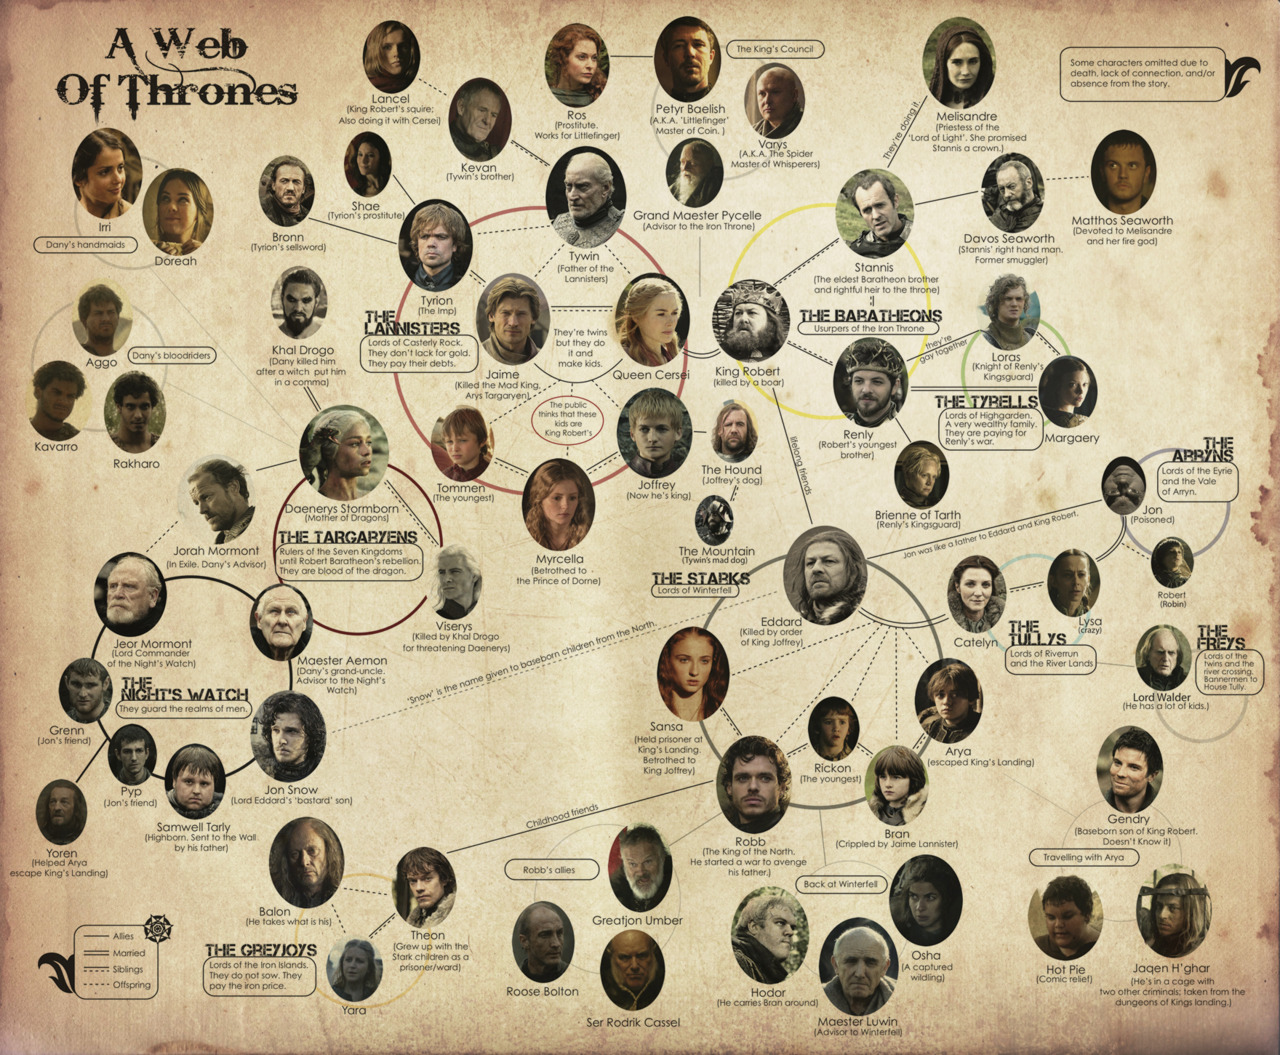 A Web
Of Thrones
Lancel
(King Robert's squire;
Also doing it with Cersei)
Kevan
(Tywin's brother)
Ros
(Prostitute.
Works for Littlefinger)
Petyr Baelish
(A.K.A. 'Littlefinger'
Master of Coin. )
The King's Council
Varys
(A.K.A. The Spider
Master of Whisperers)
Grand Maester Pycelle
(Advisor to the Iron Throne)
Melisandre
(Priestess of the
'Lord of Light'. She promised
Stannis a crown.)
They're doing it.
Some characters omitted due to
death, lack of connection, and/or
absence from the story.
Irri
Dany's handmaids
Doreah
Bronn
(Tyrion's sellsword)
Shae
(Tyrion's prostitute)
Tyrion
(The Imp)
Tywin
(Father of the
Lannisters)
Stannis
(The eldest Baratheon brother
and rightful heir to the throne)
Davos Seaworth
(Stannis' right hand man.
Former smuggler)
Matthos Seaworth
(Devoted to Melisandre
and her fire god)
Aggo
Dany's bloodriders
Kavarro
Rakharo
Khal Drogo
(Dany killed him
after a witch put him
in a coma)
THE
LANNISTERS
Lords of Casterly Rock.
They don't lack for gold.
They pay their debts.
Jaime
(Killed the Mad King,
Arys Targaryen)
They're twins
but they do
it and
make kids.
Queen Cersei
King Robert
(killed by a boar)
THE BARATHEONS
Usurpers of the Iron Throne
they're
gay together
Loras
(Knight of Renly's
Kingsguard)
THE TYRELLS
Lords of Highgarden.
A very wealthy family.
They are paying for
Renly's war.
Margaery
Renly
(Robert's youngest
brother)
The public
thinks that these
kids are
King Robert's
Tommen
(The youngest)
Myrcella
(Betrothed to
the Prince of Dorne)
Joffrey
(Now he's king)
The Hound
(Joffrey's dog)
The Mountain
(Tywin's mad dog)
lifelong friends
Brienne of Tarth
(Renly's Kingsguard)
THE
ARRYNS
Lords of the Eyrie
and the Vale
of Arryn.
Jon
(Poisoned)
Jon was like a father to Eddard and King Robert.
Robert
(Robin)
Daenerys Stormborn
(Mother of Dragons)
THE TARGARYENS
Rulers of the Seven Kingdoms
until Robert Baratheon's rebellion.
They are blood of the dragon.
Jorah Mormont
(In Exile. Dany's Advisor)
Viserys
(Killed by Khal Drogo
for threatening Daenerys)
THE STARKS
Lords of Winterfell
Eddard
(Killed by order
of King Joffrey)
Catelyn
Lysa
(crazy)
THE
TULLYS
Lords of Riverrun
and the River Lands
THE
FREYS
Lords of the
twins and the
river crossing.
Bannermen to
House Tully.
Lord Walder
(He has a lot of kids.)
Jeor Mormont
(Lord Commander
of the Night's Watch)
Maester Aemon
(Dany's grand-uncle.
Advisor to the Night's
Watch)
THE
NIGHT'S WATCH
They guard the realms of men.
Grenn
(Jon's friend)
Pyp
(Jon's friend)
Samwell Tarly
(Highborn. Sent to the Wall
by his father)
Jon Snow
(Lord Eddard's 'bastard' son)
'Snow' is the name given to baseborn children from the North.
Yoren
(Helped Arya
escape King's Landing)
Sansa
(Held prisoner at
King's Landing.
Betrothed to
King Joffrey)
Robb
(The King of the North.
He started a war to avenge
his father.)
Rickon
(The youngest)
Bran
(Crippled by Jaime Lannister)
Arya
(escaped King's Landing)
Gendry
(Baseborn son of King Robert.
Doesn't Know it)
Travelling with Arya
Hot Pie
(Comic relief)
Jaqen H'ghar
(He's in a cage with
two other criminals; taken from the
dungeons of Kings landing.)
Childhood friends
Balon
(He takes what is his)
Theon
(Grew up with the
Stark children as a
prisoner/ward)
THE GREYJOYS
Lords of the Iron Islands.
They do not sow. They
pay the iron price.
Yara
Robb's allies
Greatjon Umber
Roose Bolton
Ser Rodrik Cassel
Back at Winterfell
Hodor
(He carries Bran around)
Maester Luwin
(Advisor to Winterfell)
Osha
(A captured
wildling)
Allies
Married
Siblings
Offspring